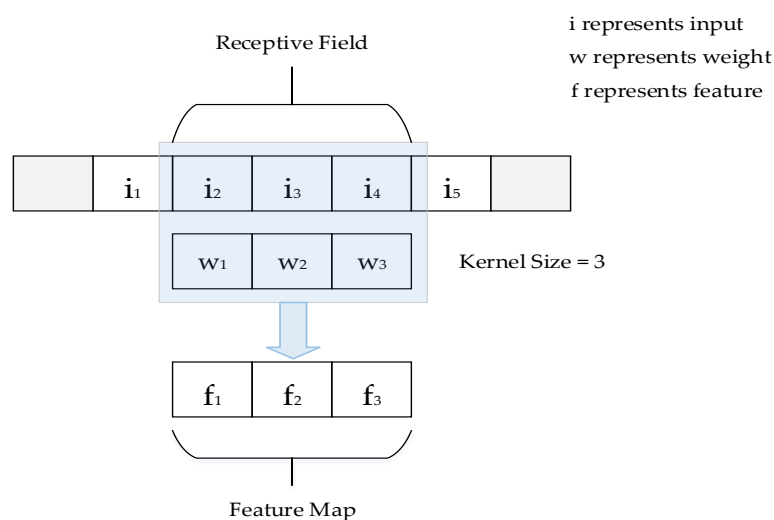 i represents input
w represents weight
f represents feature
Receptive Field
i₁ i₂ i₃ i₄ i₅
w₁ w₂ w₃
Kernel Size = 3
f₁ f₂ f₃
Feature Map